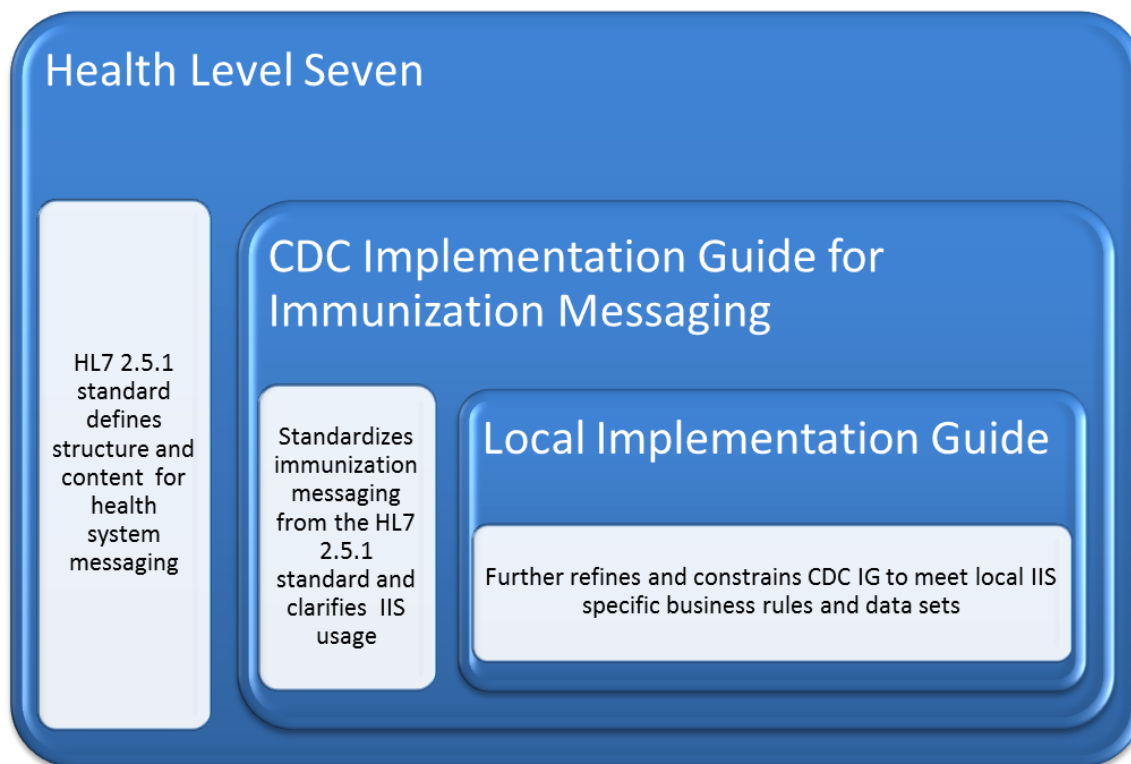 Health Level Seven
HL7 2.5.1
standard
defines
structure and
content for
health
system
messaging
CDC Implementation Guide for
Immunization Messaging
Standardizes
immunization
messaging
from the HL7
2.5.1
standard and
clarifies IIS
usage
Local Implementation Guide
Further refines and constrains CDC IG to meet local IIS
specific business rules and data sets